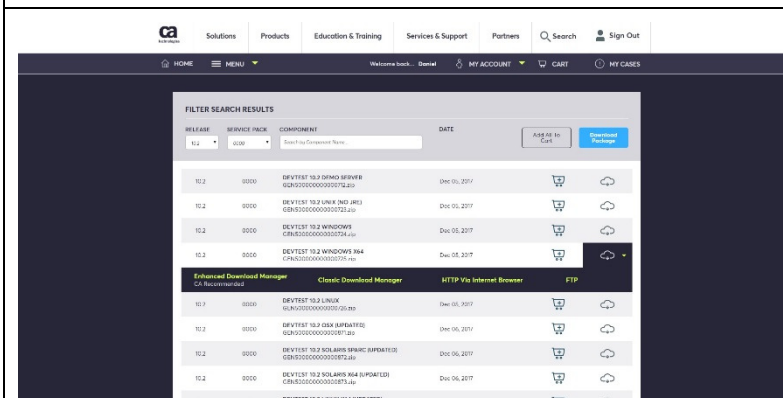 ca
technologies
Solutions Products Education & Training Services & Support Partners Search Sign Out
HOME MENU Welcome back... Daniel MY ACCOUNT CART MY CASES
FILTER SEARCH RESULTS
RELEASE SERVICE PACK COMPONENT DATE
10.2 0000 Search by Component Name... Add All To Cart Download Package
10.2 0000 DEVTEST 10.2 DEMO SERVER Dec 05, 2017
10.2 0000 DEVTEST 10.2 UNIX (NO JRE) Dec 05, 2017
10.2 0000 DEVTEST 10.2 WINDOWS Dec 05, 2017
10.2 0000 DEVTEST 10.2 WINDOWS X64 Dec 05, 2017
Enhanced Download Manager Classic Download Manager HTTP Via Internet Browser FTP
CA Recommended
10.2 0000 DEVTEST 10.2 LINUX
10.2 0000 DEVTEST 10.2 OSX (UPDATED) Dec 06, 2017
10.2 0000 DEVTEST 10.2 SOLARIS SPARC (UPDATED) Dec 06, 2017
10.2 0000 DEVTEST 10.2 SOLARIS X64 (UPDATED) Dec 06, 2017